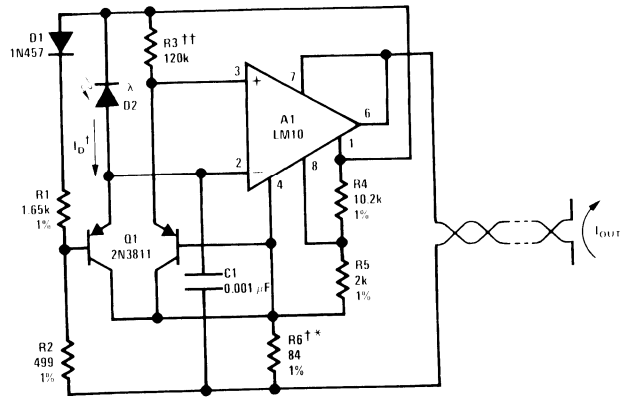 D1
1N457
R3 ††
120k
λ
D2
I_D †
3
+
7
A1
LM10
6
1
2
−
8
4
R1
1.65k
1%
R4
10.2k
1%
Q1
2N3811
C1
0.001 μF
R5
2k
1%
I_OUT
R2
499
1%
R6 † *
84
1%